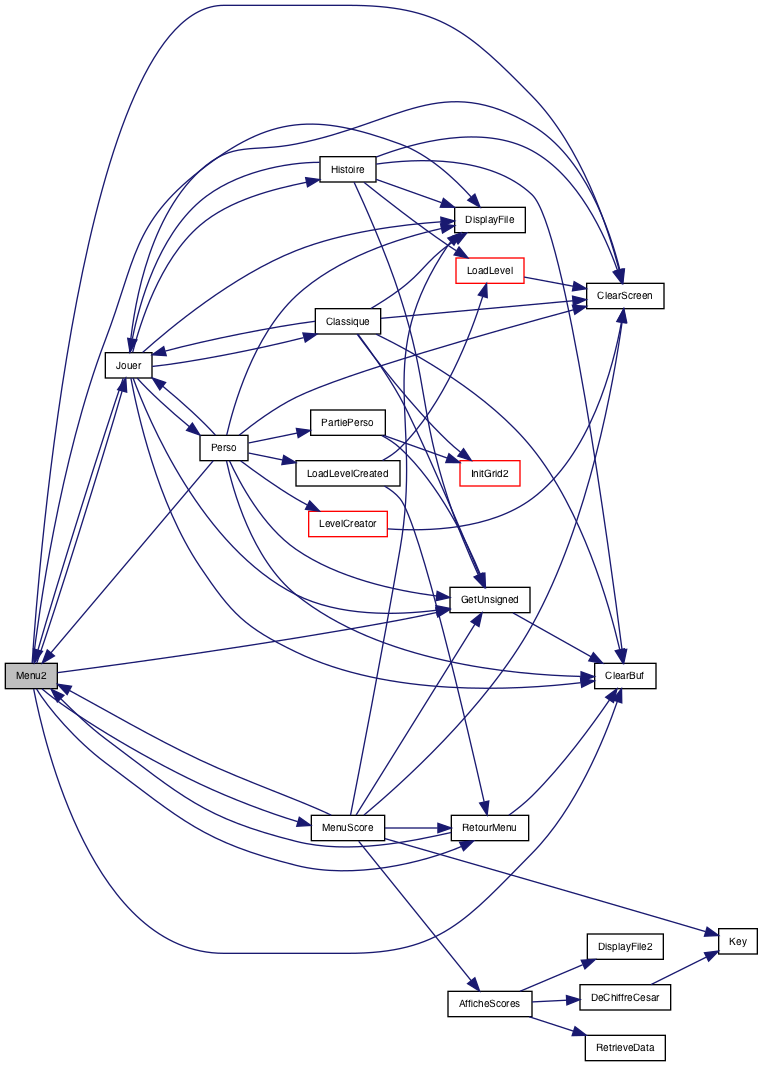 Histoire
DisplayFile
LoadLevel
ClearScreen
Classique
Jouer
PartiePerso
Perso
LoadLevelCreated
InitGrid2
LevelCreator
GetUnsigned
Menu2
ClearBuf
MenuScore
RetourMenu
Key
DisplayFile2
AfficheScores
DeChiffreCesar
RetrieveData